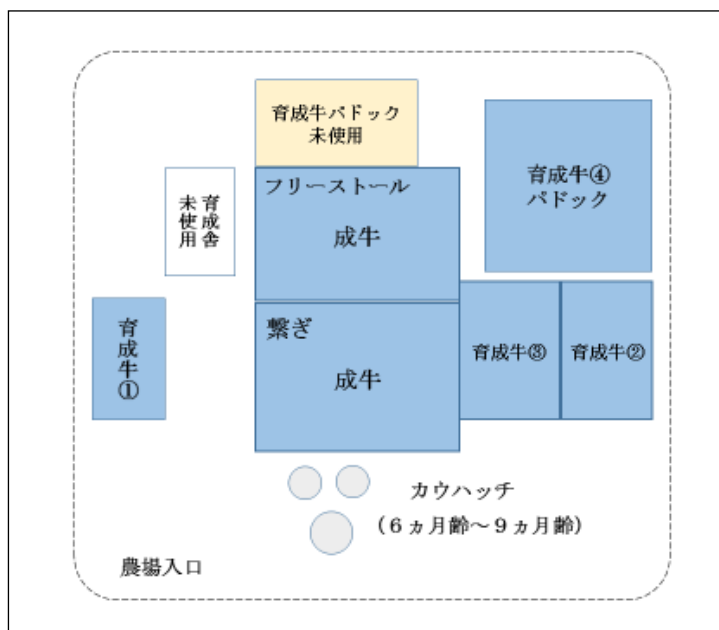 育成牛パドック
未使用
育成牛④
パドック
フリーストール
成牛
育成舎
未使用
繋ぎ
成牛
育成牛①
育成牛③
育成牛②
カウハッチ
(6ヵ月齢～9ヵ月齢)
農場入口